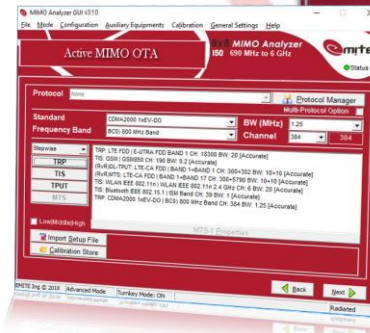 MIMO Analyzer GUI v310
File Mode Configuration Auxiliary Equipments Calibration General Settings Help
Active MIMO OTA
8x8 MIMO Analyzer
150 690 MHz to 6 GHz
Status
Protocol None
Protocol Manager
Multi-Protocol Option
Standard CDMA2000 1xEV-DO BW (MHz) 1.25
Frequency Band BC0| 800 MHz Band Channel 384 384
Stepwise
TRP
TIS
TPUT
MTS
TRP: LTE FDD | E-UTRA FDD BAND 1 CH: 18300 BW: 20 [Accurate]
TIS: GSM | GSM850 CH: 190 BW: 0.2 [Accurate]
(RvR)DL-TPUT: LTE-CA FDD | BAND 1+BAND 1 CH: 300+302 BW: 10+10 [Accurate]
(RvR)MTS: LTE-CA FDD | BAND 1+BAND 17 CH: 300+5790 BW: 10+10 [Accurate]
TIS: WLAN IEEE 802.11n | WLAN IEEE 802.11n 2.4 GHz CH: 6 BW: 20 [Accurate]
TIS: Bluetooth IEEE 802.15.1 | ISM Band CH: 39 BW: 1 [Accurate]
TRP: CDMA2000 1xEV-DO | BC0| 800 MHz Band CH: 384 BW: 1.25 [Accurate]
Low|Middle|High
MTS-1 Properties
Import Setup File
Calibration Store
Back
Next
EMITE Ing © 2018 Advanced Mode Turnkey Mode: ON Radiated